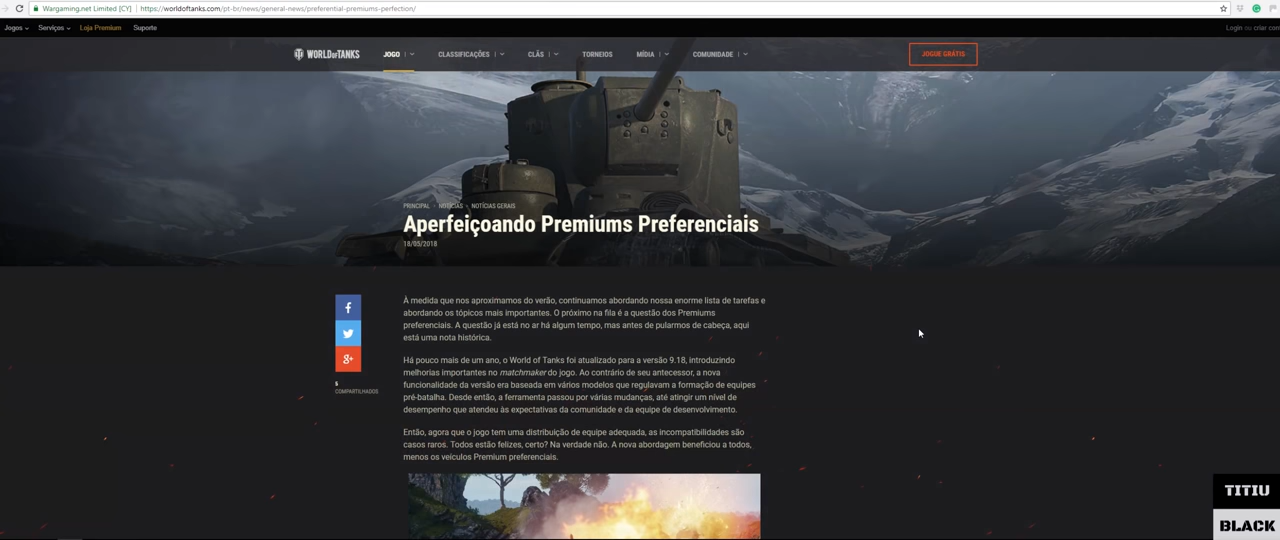 Wargaming.net Limited [CY]
https://worldoftanks.com/pt-br/news/general-news/preferential-premiums-perfection/
Jogos
Serviços
Loja Premium
Suporte
Login ou criar con
WORLD OF TANKS
JOGO
CLASSIFICAÇÕES
CLÃS
TORNEIOS
MÍDIA
COMUNIDADE
JOGUE GRÁTIS
PRINCIPAL
NOTÍCIAS
NOTÍCIAS GERAIS
Aperfeiçoando Premiums Preferenciais
18/05/2018
À medida que nos aproximamos do verão, continuamos abordando nossa enorme lista de tarefas e
abordando os tópicos mais importantes. O próximo na fila é a questão dos Premiums
preferenciais. A questão já está no ar há algum tempo, mas antes de pularmos de cabeça, aqui
está uma nota histórica.
Há pouco mais de um ano, o World of Tanks foi atualizado para a versão 9.18, introduzindo
melhorias importantes no matchmaker do jogo. Ao contrário de seu antecessor, a nova
funcionalidade da versão era baseada em vários modelos que regulavam a formação de equipes
pré-batalha. Desde então, a ferramenta passou por várias mudanças, até atingir um nível de
desempenho que atendeu às expectativas da comunidade e da equipe de desenvolvimento.
Então, agora que o jogo tem uma distribuição de equipe adequada, as incompatibilidades são
casos raros. Todos estão felizes, certo? Na verdade não. A nova abordagem beneficiou a todos,
menos os veículos Premium preferenciais.
f
g+
COMPARTILHADOS
TITIU
BLACK